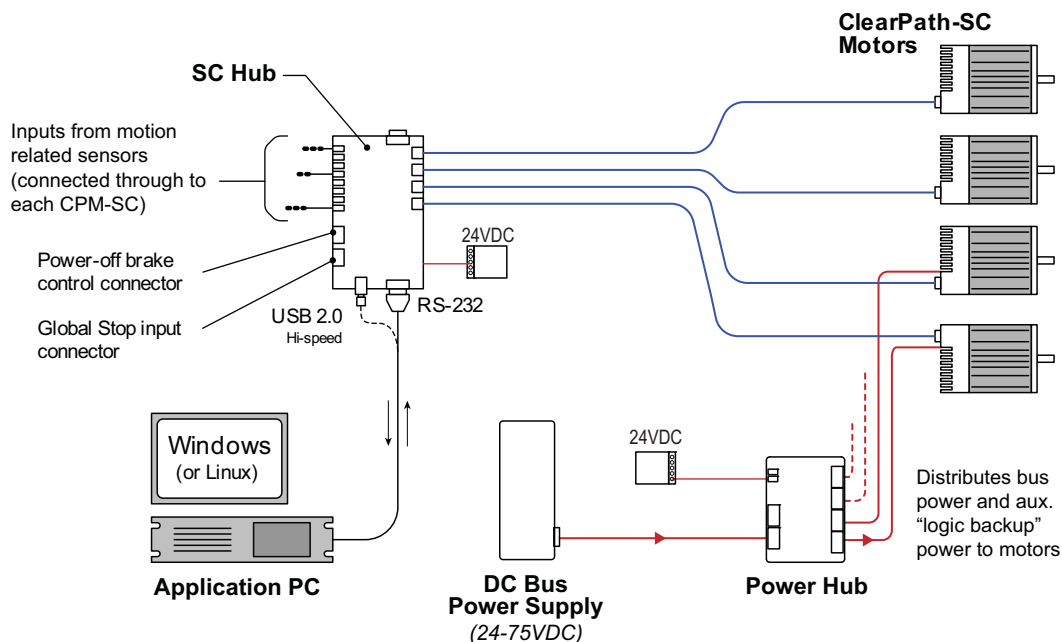 ClearPath-SC
Motors
SC Hub
Inputs from motion
related sensors
(connected through to
each CPM-SC)
24VDC
Power-off brake
control connector
Global Stop input
connector
USB 2.0
Hi-speed
RS-232
Windows
(or Linux)
24VDC
Distributes bus
power and aux.
“logic backup”
power to motors
Application PC
DC Bus
Power Supply
(24-75VDC)
Power Hub